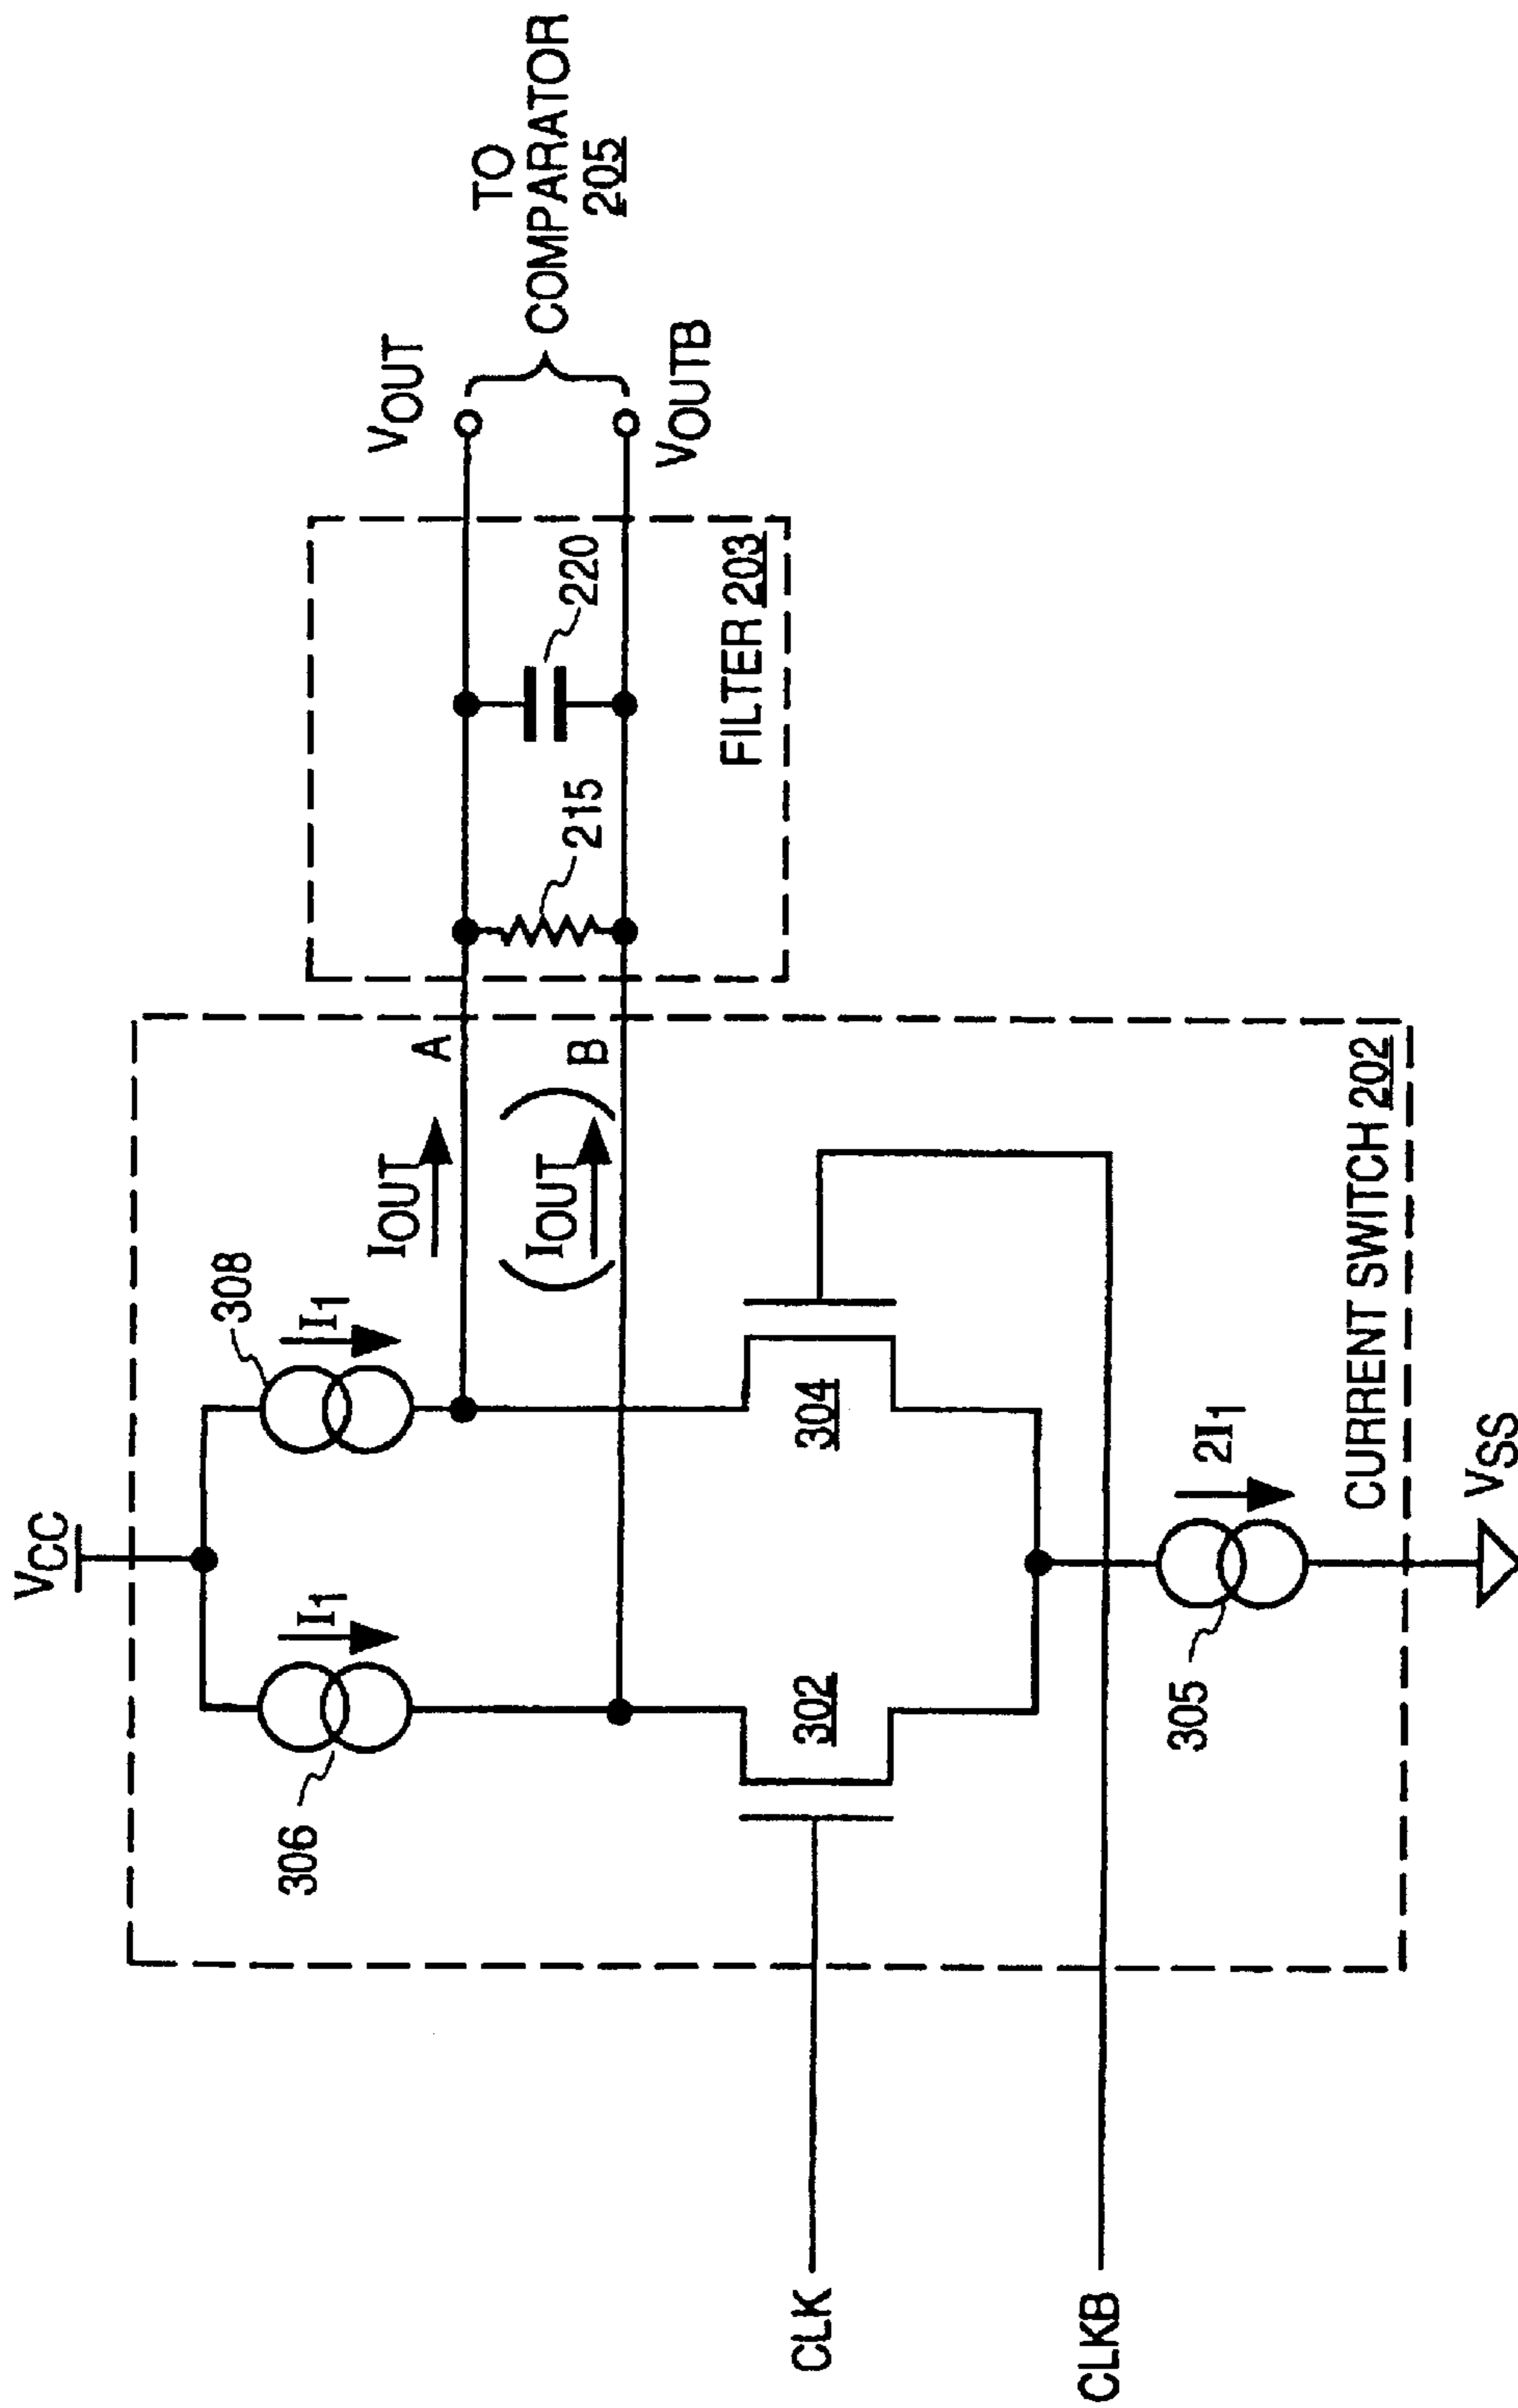 VCC
306
I1
308
I1
IOUT
A
(IOUT)
B
302
304
CLK
CLKB
305
2I1
CURRENT SWITCH 202
VSS
215
220
FILTER 203
VOUT
VOUTB
TO
COMPARATOR
205